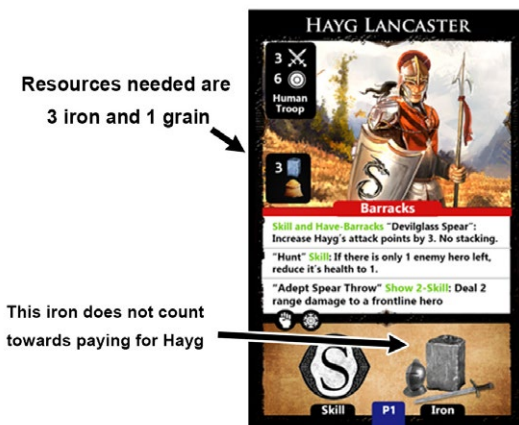 HAYG LANCASTER
3
6
Human
Troop
Resources needed are
3 iron and 1 grain
3
S
Barracks
Skill and Have-Barracks "Devilglass Spear":
Increase Hayg's attack points by 3. No stacking.
"Hunt" Skill: If there is only 1 enemy hero left,
reduce it's health to 1.
"Adept Spear Throw" Show 2-Skill: Deal 2
range damage to a frontline hero
This iron does not count
towards paying for Hayg
S
Skill
P1
Iron